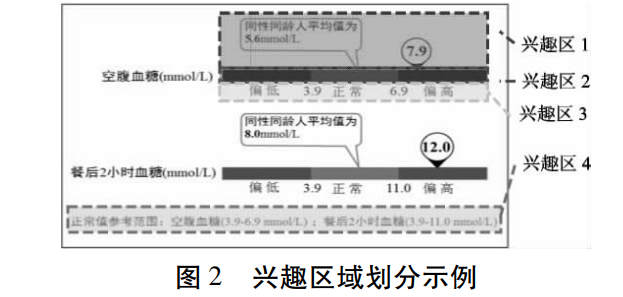 同性同龄人平均值为
5.6mmol/L
7.9
兴趣区 1
空腹血糖(mmol/L)
兴趣区 2
偏 低 3.9 正 常 6.9 偏 高
兴趣区 3
同性同龄人平均值为
8.0mmol/L
12.0
兴趣区 4
餐后2小时血糖(mmol/L)
偏 低 3.9 正 常 11.0 偏 高
正常值参考范围：空腹血糖(3.9-6.9 mmol/L)；餐后2小时血糖(3.9-11.0 mmol/L)
图 2 兴趣区域划分示例